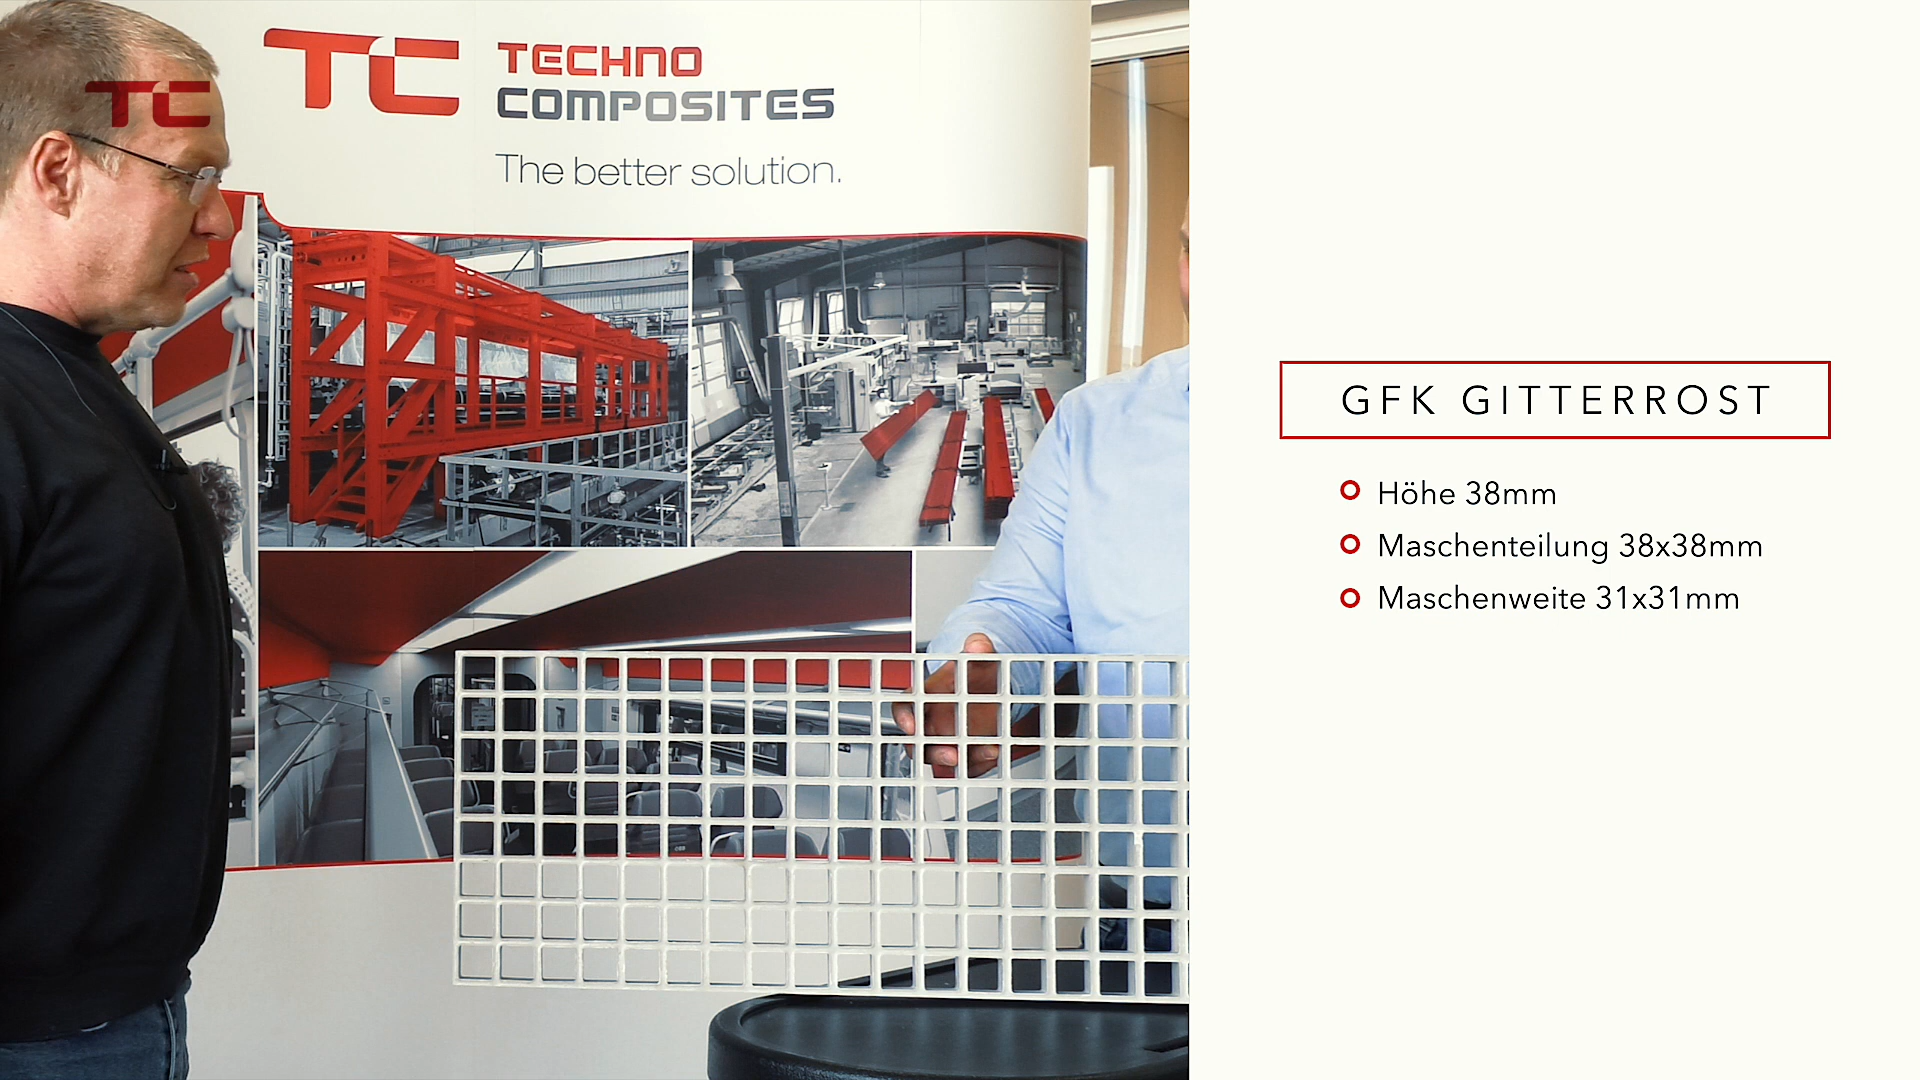 TC
TC
TECHNO
COMPOSITES
The better solution.
GFK GITTERROST
Höhe 38mm
Maschenteilung 38x38mm
Maschenweite 31x31mm